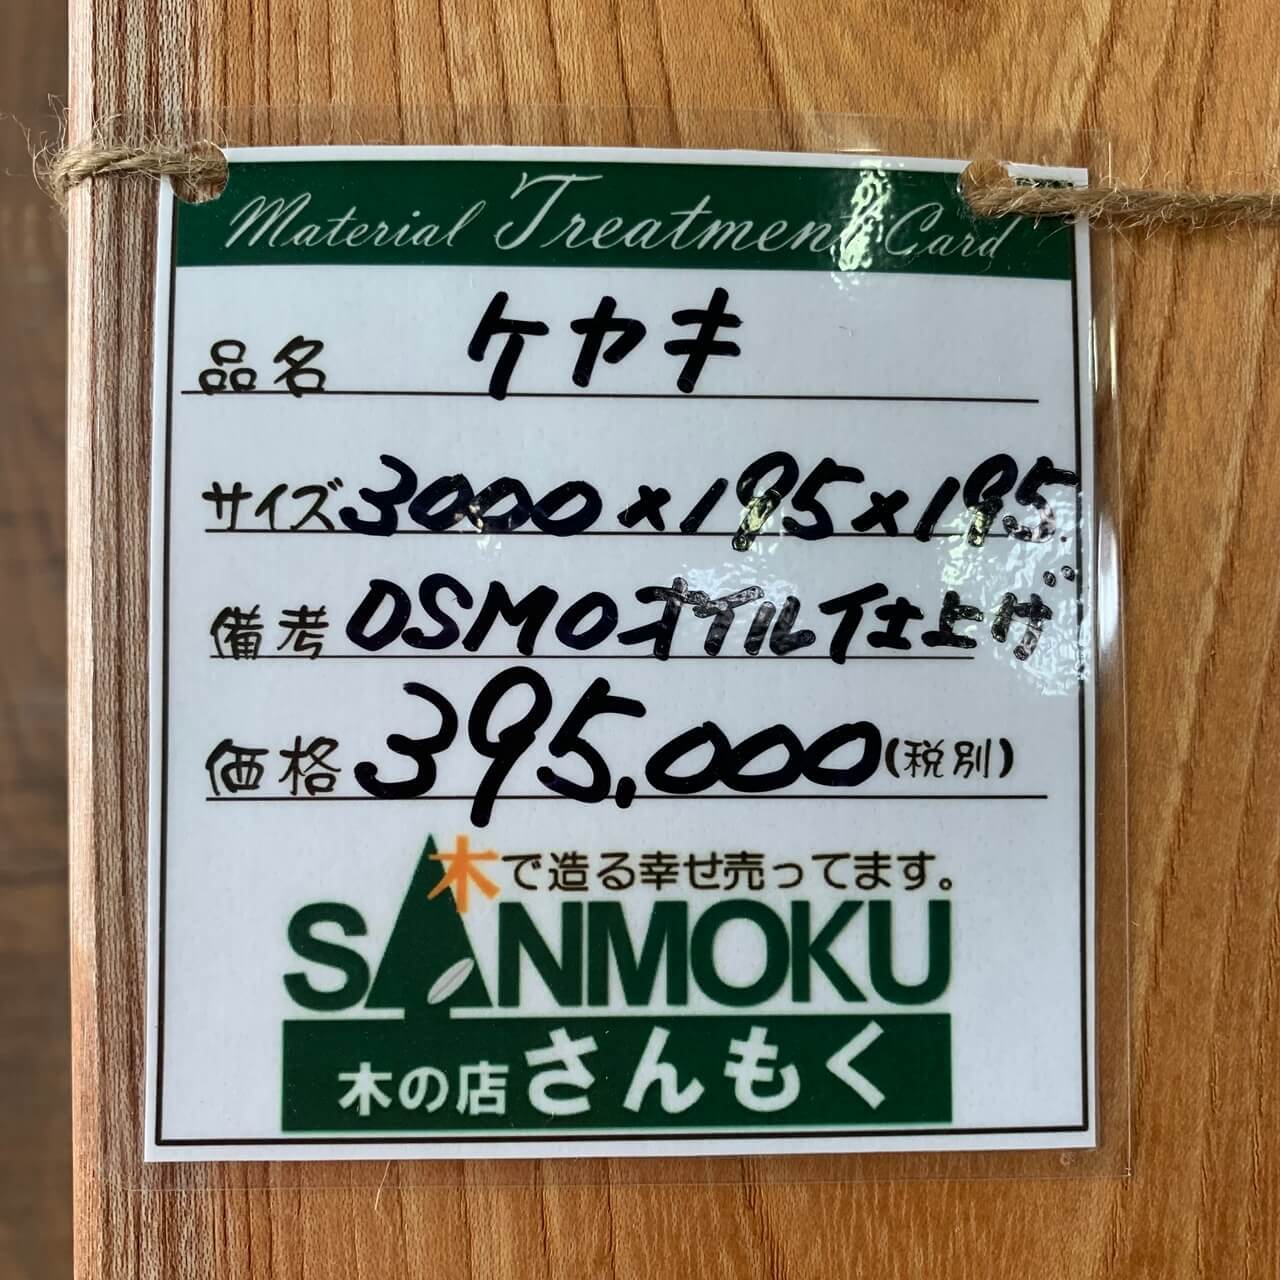 Material Treatment Card
品名 ケヤキ
サイズ 3000×195×195.
備考 OSMOオイル仕上げ
価格 395,000(税別)
木で造る幸せ売ってます。
SANMOKU
木の店さんもく